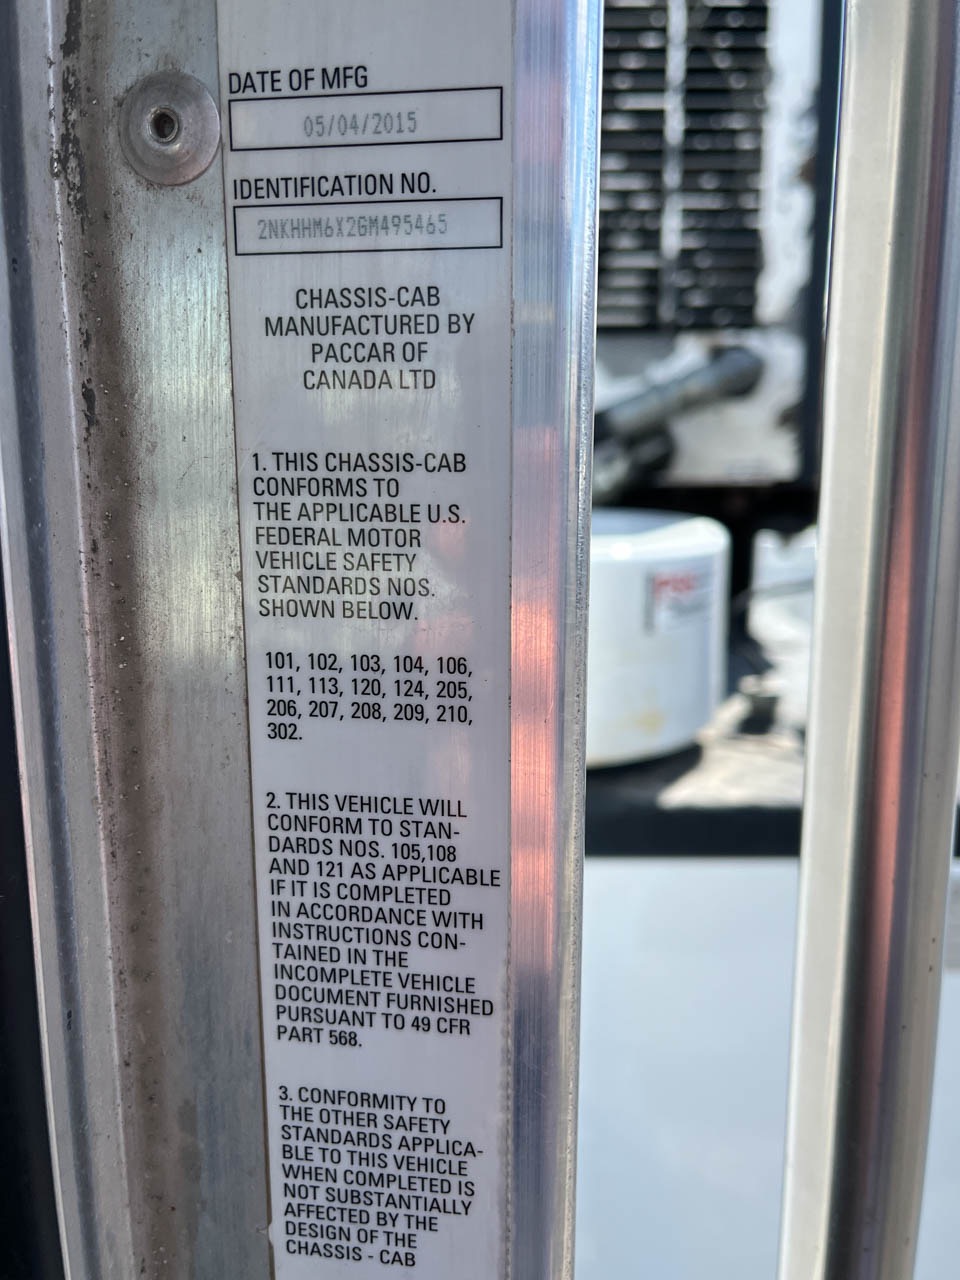 DATE OF MFG
05/04/2015
IDENTIFICATION NO.
2NKHHM6X2GM495465
CHASSIS-CAB
MANUFACTURED BY
PACCAR OF
CANADA LTD
1. THIS CHASSIS-CAB
CONFORMS TO
THE APPLICABLE U.S.
FEDERAL MOTOR
VEHICLE SAFETY
STANDARDS NOS.
SHOWN BELOW.
101, 102, 103, 104, 106,
111, 113, 120, 124, 205,
206, 207, 208, 209, 210,
302.
2. THIS VEHICLE WILL
CONFORM TO STAN-
DARDS NOS. 105,108
AND 121 AS APPLICABLE
IF IT IS COMPLETED
IN ACCORDANCE WITH
INSTRUCTIONS CON-
TAINED IN THE
INCOMPLETE VEHICLE
DOCUMENT FURNISHED
PURSUANT TO 49 CFR
PART 568.
3. CONFORMITY TO
THE OTHER SAFETY
STANDARDS APPLICA-
BLE TO THIS VEHICLE
WHEN COMPLETED IS
NOT SUBSTANTIALLY
AFFECTED BY THE
DESIGN OF THE
CHASSIS - CAB